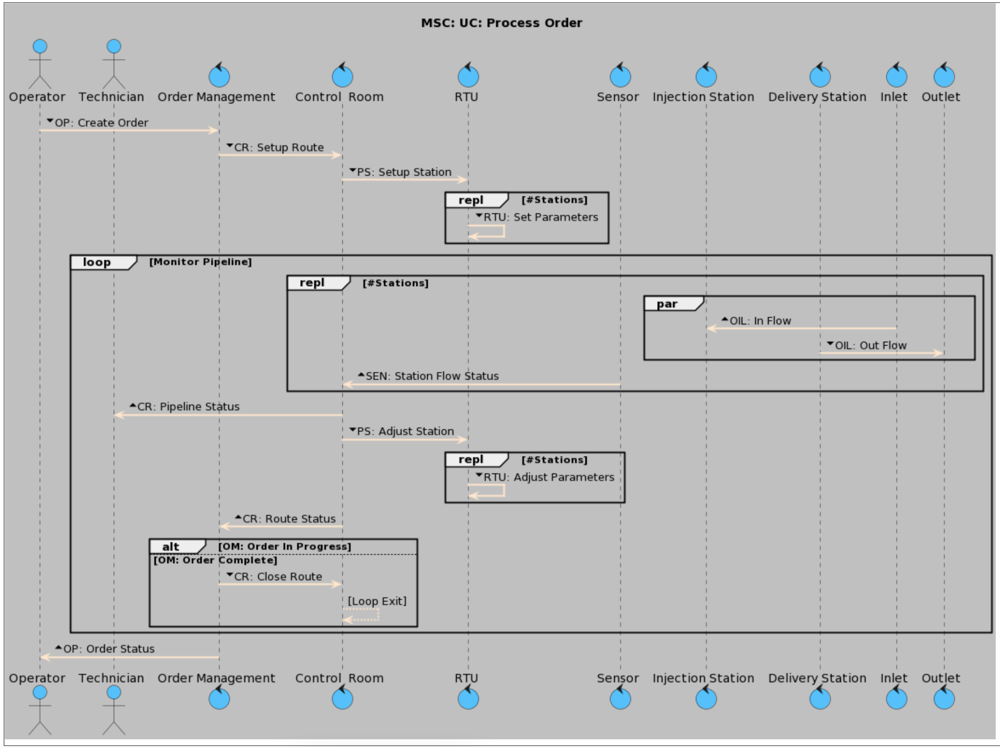 MSC: UC: Process Order
Operator Technician Order Management Control Room RTU Sensor Injection Station Delivery Station Inlet Outlet
OP: Create Order
CR: Setup Route
PS: Setup Station
repl [#Stations]
RTU: Set Parameters
loop [Monitor Pipeline]
repl [#Stations]
par
OIL: In Flow
OIL: Out Flow
SEN: Station Flow Status
CR: Pipeline Status
PS: Adjust Station
repl [#Stations]
RTU: Adjust Parameters
CR: Route Status
alt [OM: Order In Progress]
[OM: Order Complete]
CR: Close Route
[Loop Exit]
OP: Order Status
Operator Technician Order Management Control Room RTU Sensor Injection Station Delivery Station Inlet Outlet